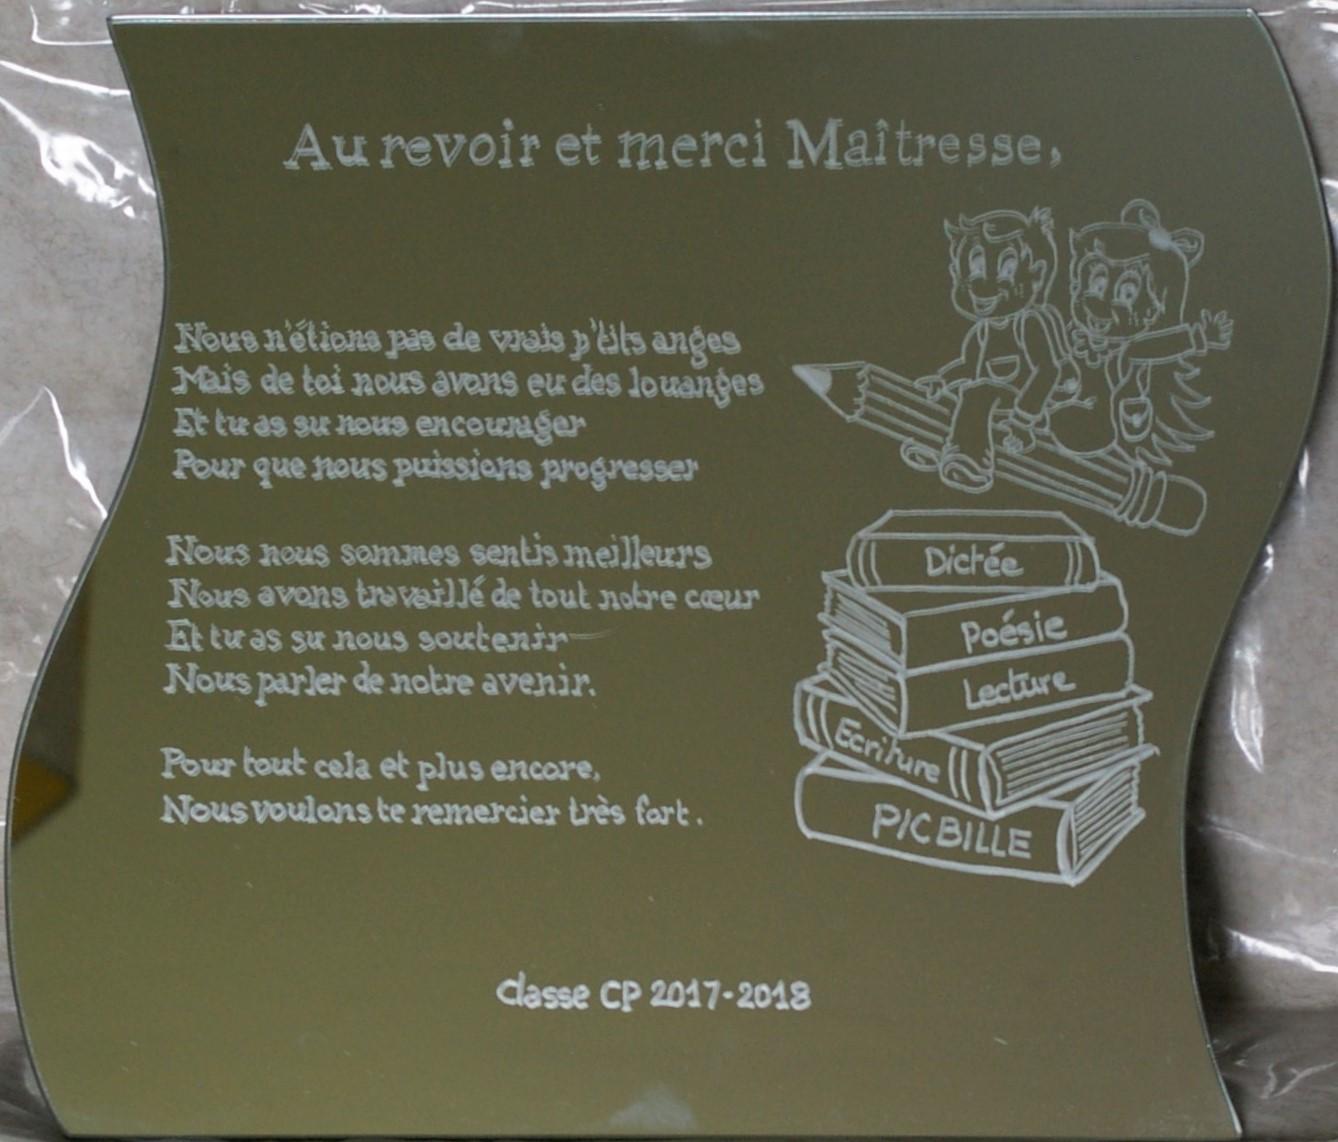 Au revoir et merci Maîtresse,
Nous n'étions pas de vrais p'tits anges
Mais de toi nous avons eu des louanges
Et tu as su nous encourager
Pour que nous puissions progresser
Nous nous sommes sentis meilleurs
Nous avons travaillé de tout notre cœur
Et tu as su nous soutenir
Nous parler de notre avenir.
Pour tout cela et plus encore,
Nous voulons te remercier très fort.
Dictée
Poésie
Lecture
Ecriture
PICBILLE
Classe CP 2017-2018